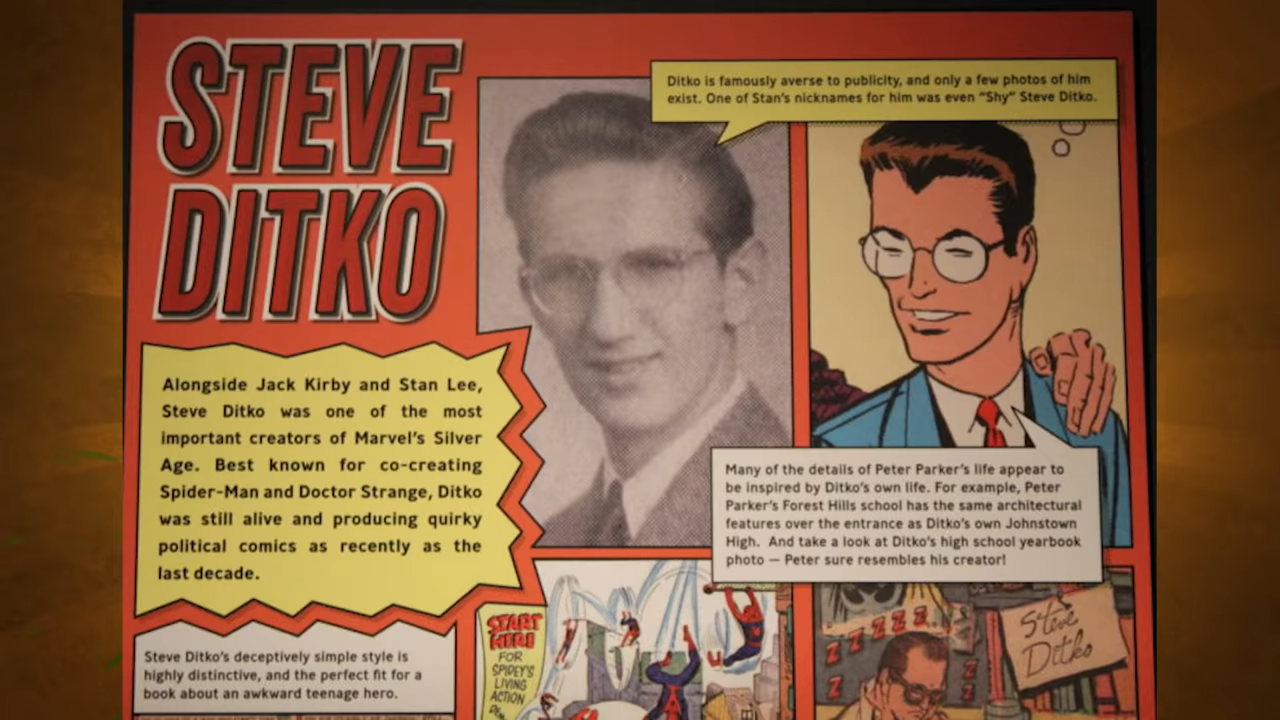 STEVE
DITKO
Ditko is famously averse to publicity, and only a few photos of him
exist. One of Stan's nicknames for him was even “Shy” Steve Ditko.
Alongside Jack Kirby and Stan Lee,
Steve Ditko was one of the most
important creators of Marvel's Silver
Age. Best known for co-creating
Spider-Man and Doctor Strange, Ditko
was still alive and producing quirky
political comics as recently as the
last decade.
Many of the details of Peter Parker's life appear to
be inspired by Ditko's own life. For example, Peter
Parker's Forest Hills school has the same architectural
features over the entrance as Ditko's own Johnstown
High. And take a look at Ditko's high school yearbook
photo — Peter sure resembles his creator!
Steve Ditko's deceptively simple style is
highly distinctive, and the perfect fit for a
book about an awkward teenage hero.
START
HERE
FOR
SPIDEY'S
LIVING
ACTION
Z Z Z Z
Z
Z
Z
Z
Steve
Ditko